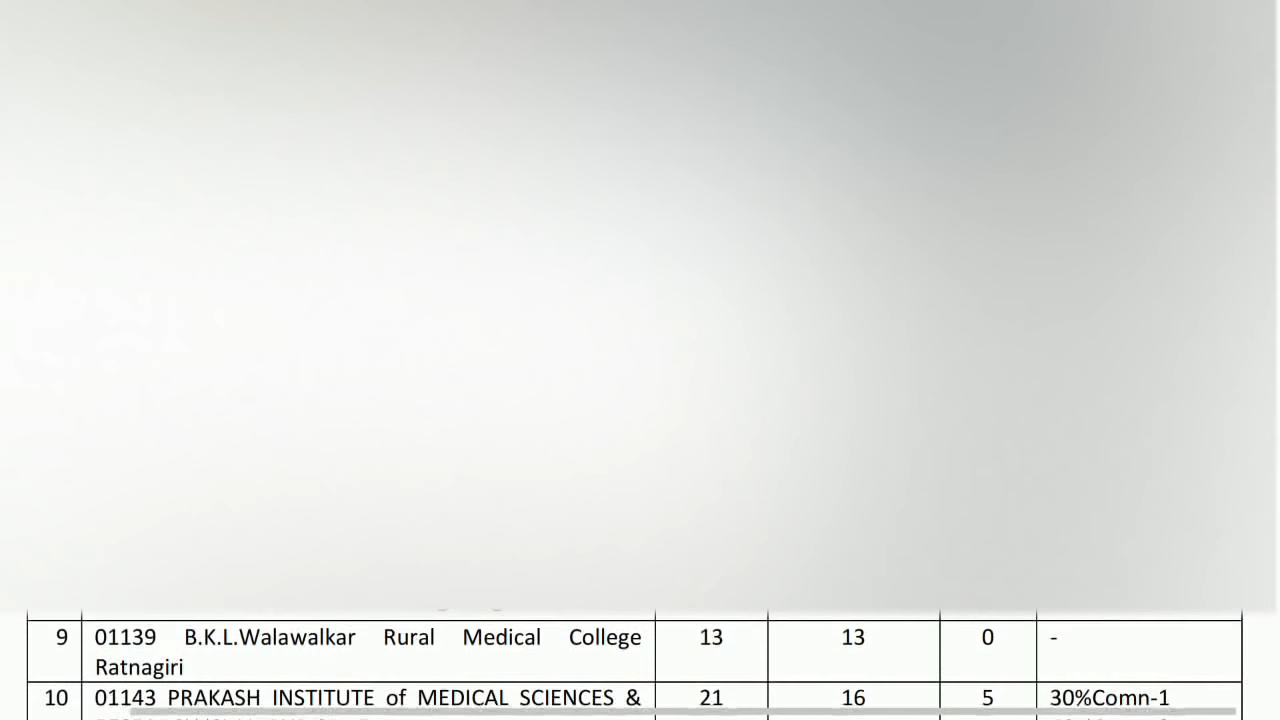 9 01139 B.K.L.Walawalkar Rural Medical College 13 13 0 -
Ratnagiri
10 01143 PRAKASH INSTITUTE of MEDICAL SCIENCES & 21 16 5 30%Comn-1